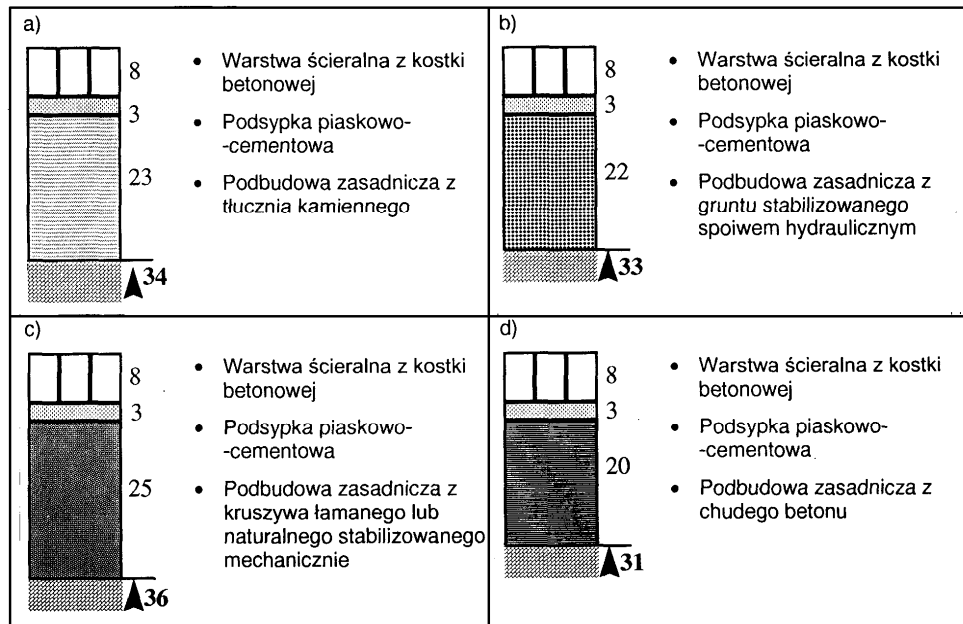 a)
8
3
23
34
• Warstwa ścieralna z kostki
betonowej
• Podsypka piaskowo-
-cementowa
• Podbudowa zasadnicza z
tłucznia kamiennego
b)
8
3
22
33
• Warstwa ścieralna z kostki
betonowej
• Podsypka piaskowo-
-cementowa
• Podbudowa zasadnicza z
gruntu stabilizowanego
spoiwem hydraulicznym
c)
8
3
25
36
• Warstwa ścieralna z kostki
betonowej
• Podsypka piaskowo-
-cementowa
• Podbudowa zasadnicza z
kruszywa łamanego lub
naturalnego stabilizowanego
mechanicznie
d)
8
3
20
31
• Warstwa ścieralna z kostki
betonowej
• Podsypka piaskowo-
-cementowa
• Podbudowa zasadnicza z
chudego betonu